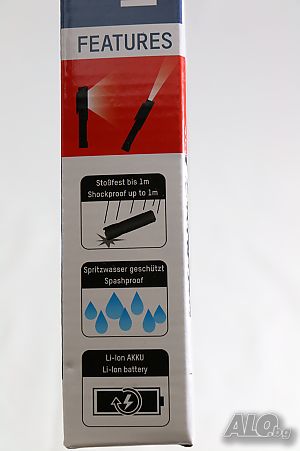 FEATURES
Stoßfest bis 1m
Shockproof up to 1m
Spritzwasser geschützt
Spashproof
Li-Ion AKKU
Li-Ion battery
ALO.bg